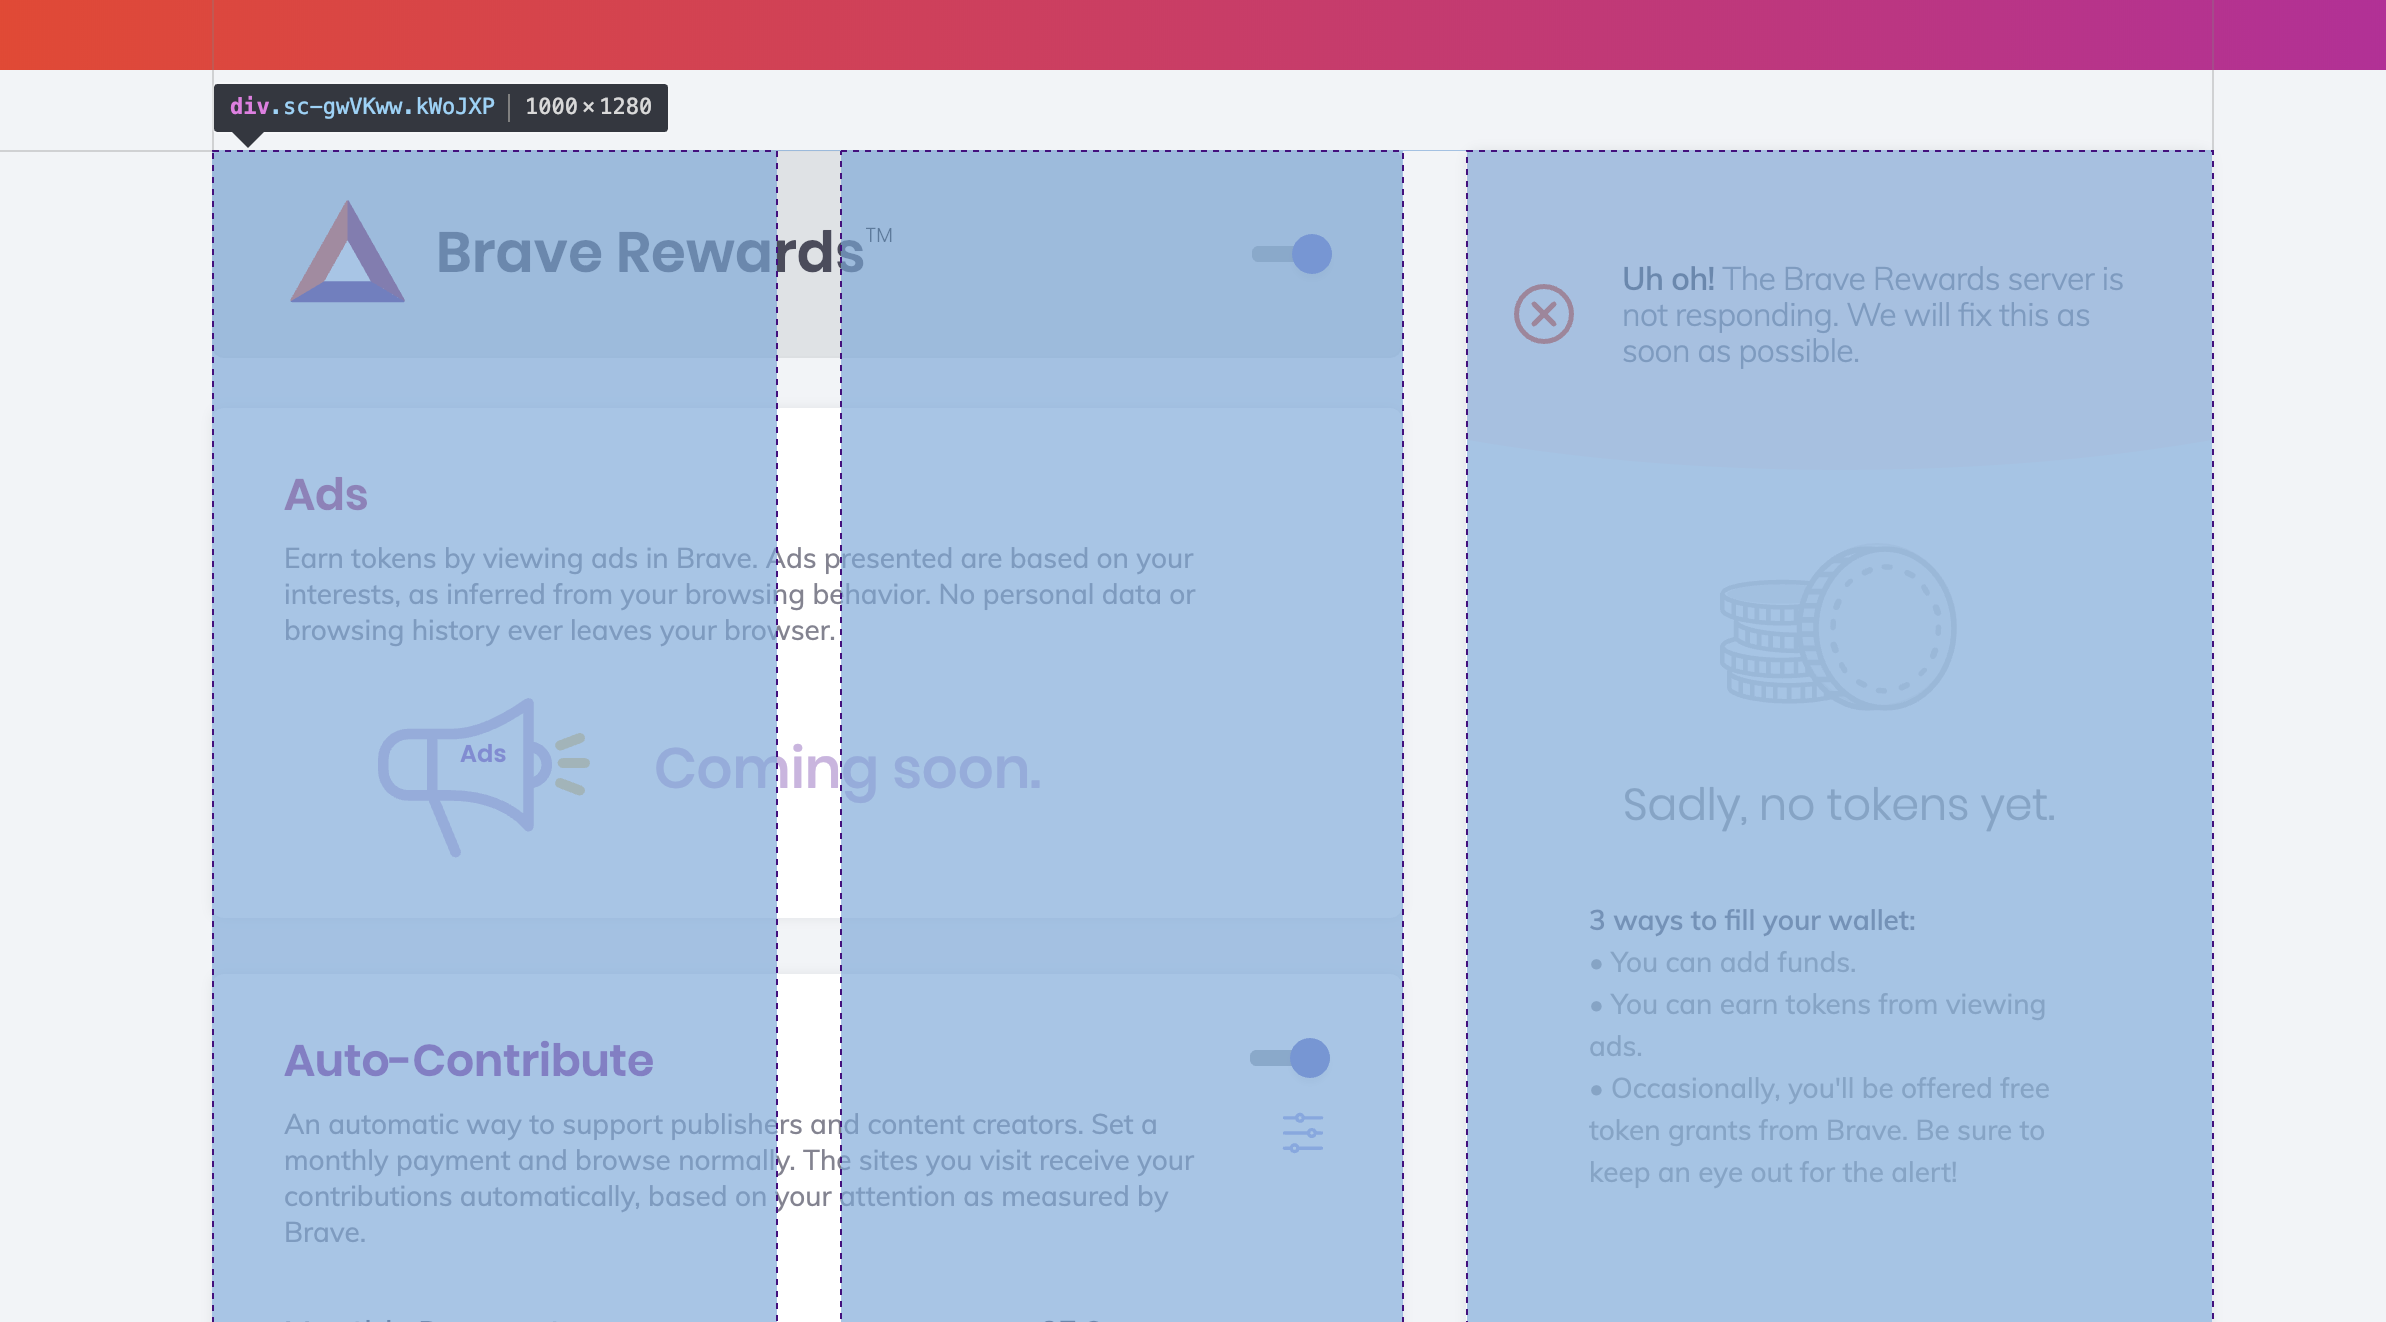 div.sc-gwVKww.kWoJXP | 1000 × 1280
Brave Rewards™
Ads
Earn tokens by viewing ads in Brave. Ads presented are based on your
interests, as inferred from your browsing behavior. No personal data or
browsing history ever leaves your browser.
Ads
Coming soon.
Auto-Contribute
An automatic way to support publishers and content creators. Set a
monthly payment and browse normally. The sites you visit receive your
contributions automatically, based on your attention as measured by
Brave.
Uh oh! The Brave Rewards server is
not responding. We will fix this as
soon as possible.
Sadly, no tokens yet.
3 ways to fill your wallet:
• You can add funds.
• You can earn tokens from viewing
ads.
• Occasionally, you'll be offered free
token grants from Brave. Be sure to
keep an eye out for the alert!